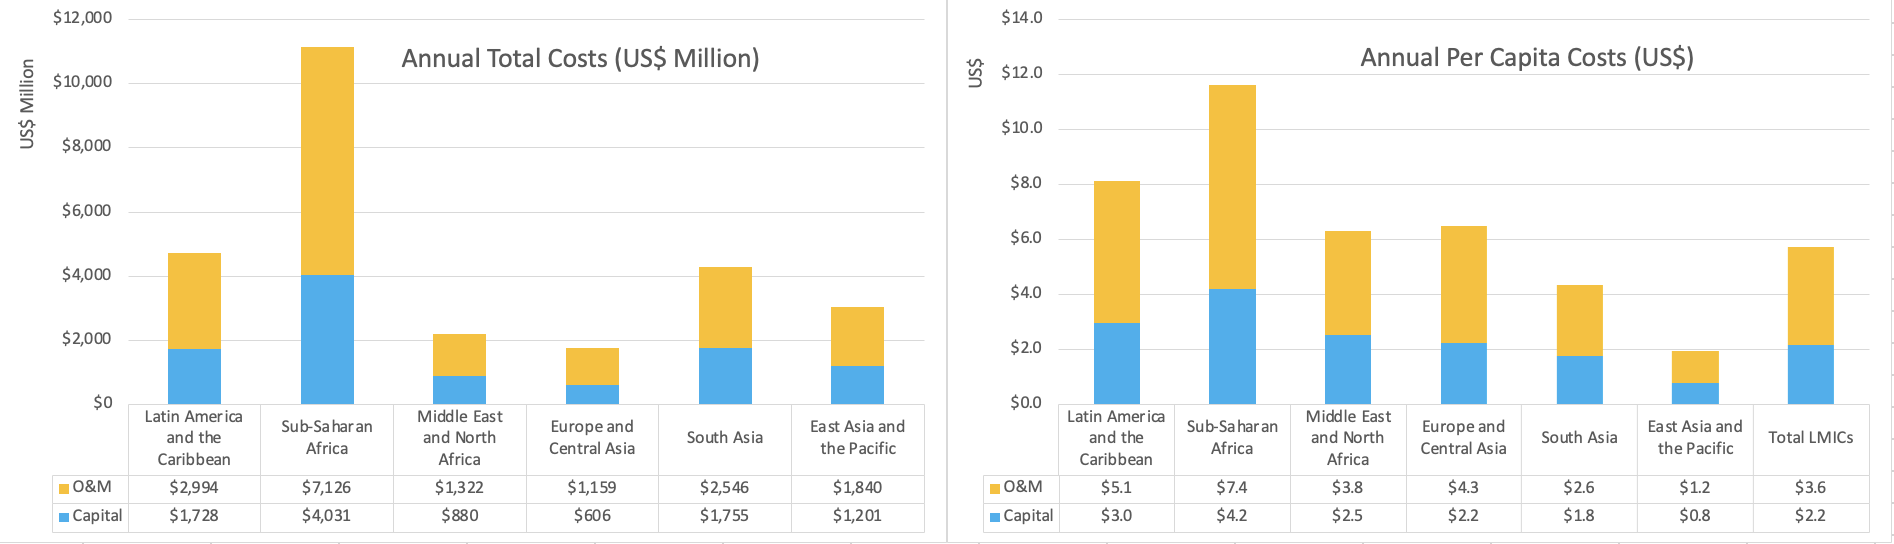 Annual Total Costs (US$ Million)
US$ Million
$12,000
$10,000
$8,000
$6,000
$4,000
$2,000
$0
Latin America
and the
Caribbean
Sub-Saharan
Africa
Middle East
and North
Africa
Europe and
Central Asia
South Asia
East Asia and
the Pacific
O&M $2,994 $7,126 $1,322 $1,159 $2,546 $1,840
Capital $1,728 $4,031 $880 $606 $1,755 $1,201
Annual Per Capita Costs (US$)
US$
$14.0
$12.0
$10.0
$8.0
$6.0
$4.0
$2.0
$0.0
Latin America
and the
Caribbean
Sub-Saharan
Africa
Middle East
and North
Africa
Europe and
Central Asia
South Asia
East Asia and
the Pacific
Total LMICs
O&M $5.1 $7.4 $3.8 $4.3 $2.6 $1.2 $3.6
Capital $3.0 $4.2 $2.5 $2.2 $1.8 $0.8 $2.2